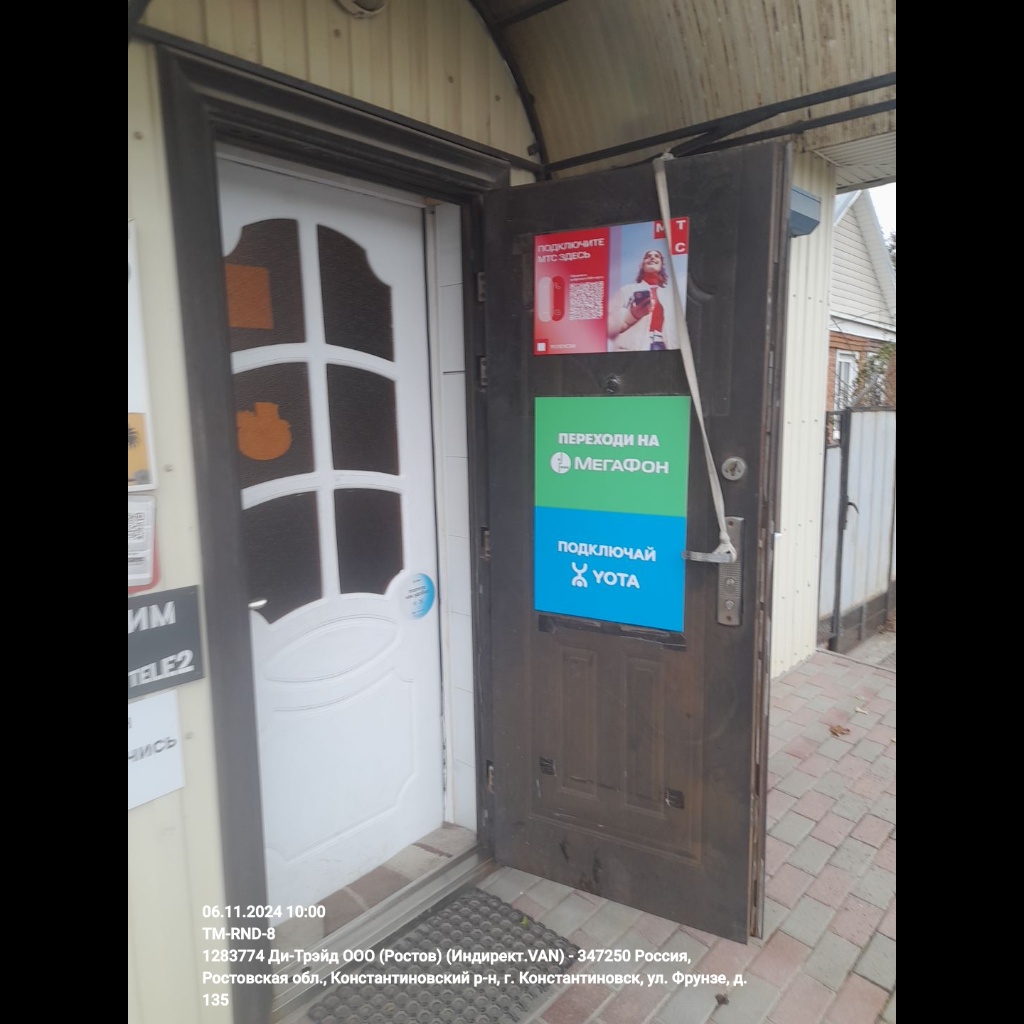 М Т
С
ПОДКЛЮЧИТЕ
МТС ЗДЕСЬ
ПЕРЕХОДИ НА
МЕГАФОН
ПОДКЛЮЧАЙ
YOTA
ИМ
TELE2
ЧИСЬ
06.11.2024 10:00
TM-RND-8
1283774 Ди-Трэйд ООО (Ростов) (Индирект.VAN) - 347250 Россия,
Ростовская обл., Константиновский р-н, г. Константиновск, ул. Фрунзе, д.
135